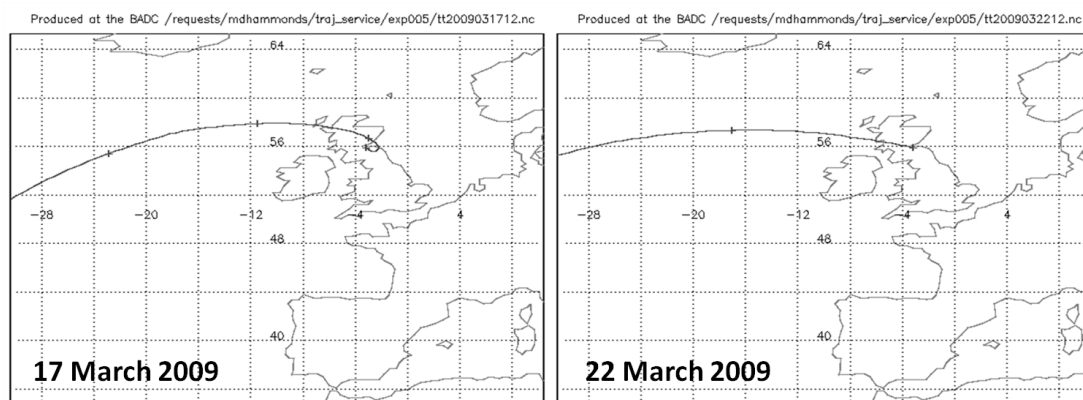 Produced at the BADC /requests/mdhammonds/traj_service/exp005/tt2009031712.nc
64
56
-28 -20 -12 -4 4
48
40
17 March 2009
Produced at the BADC /requests/mdhammonds/traj_service/exp005/tt2009032212.nc
64
56
-28 -20 -12 -4 4
48
40
22 March 2009